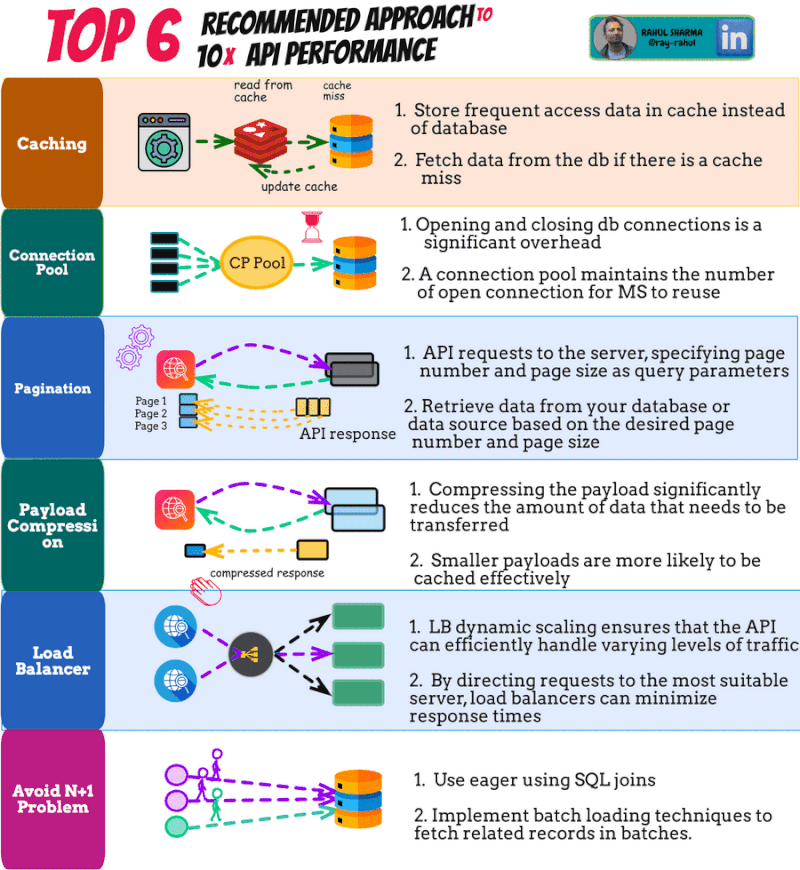 TOP 6
RECOMMENDED APPROACH TO
10X API PERFORMANCE
RAHUL SHARMA
@ray-rahul
in
Caching
read from
cache
cache
miss
update cache
1. Store frequent access data in cache instead
of database
2. Fetch data from the db if there is a cache
miss
Connection
Pool
CP Pool
1. Opening and closing db connections is a
significant overhead
2. A connection pool maintains the number
of open connection for MS to reuse
Pagination
Page 1
Page 2
Page 3
API response
1. API requests to the server, specifying page
number and page size as query parameters
2. Retrieve data from your database or
data source based on the desired page
number and page size
Payload
Compressi
on
compressed response
1. Compressing the payload significantly
reduces the amount of data that needs to be
transferred
2. Smaller payloads are more likely to be
cached effectively
Load
Balancer
1. LB dynamic scaling ensures that the API
can efficiently handle varying levels of traffic
2. By directing requests to the most suitable
server, load balancers can minimize
response times
Avoid N+1
Problem
1. Use eager using SQL joins
2. Implement batch loading techniques to
fetch related records in batches.